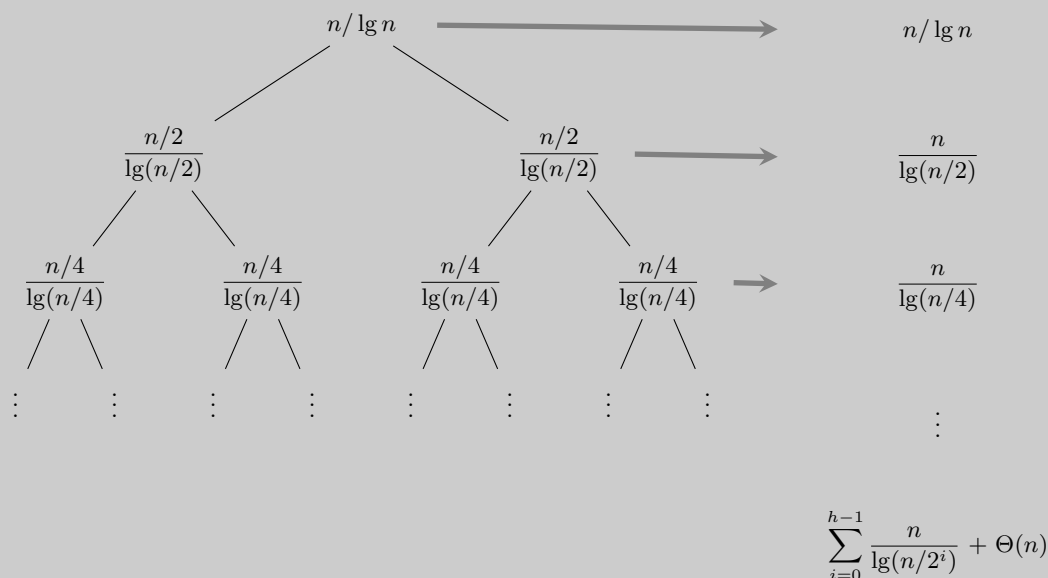 n/ lg n n/ lg n
n/2 n/2 n
lg(n/2) lg(n/2) lg(n/2)
n/4 n/4 n/4 n/4 n
lg(n/4) lg(n/4) lg(n/4) lg(n/4) lg(n/4)
⋮ ⋮ ⋮ ⋮ ⋮ ⋮ ⋮ ⋮
⋮
h−1
∑ n/lg(n/2^i) + Θ(n)
i=0